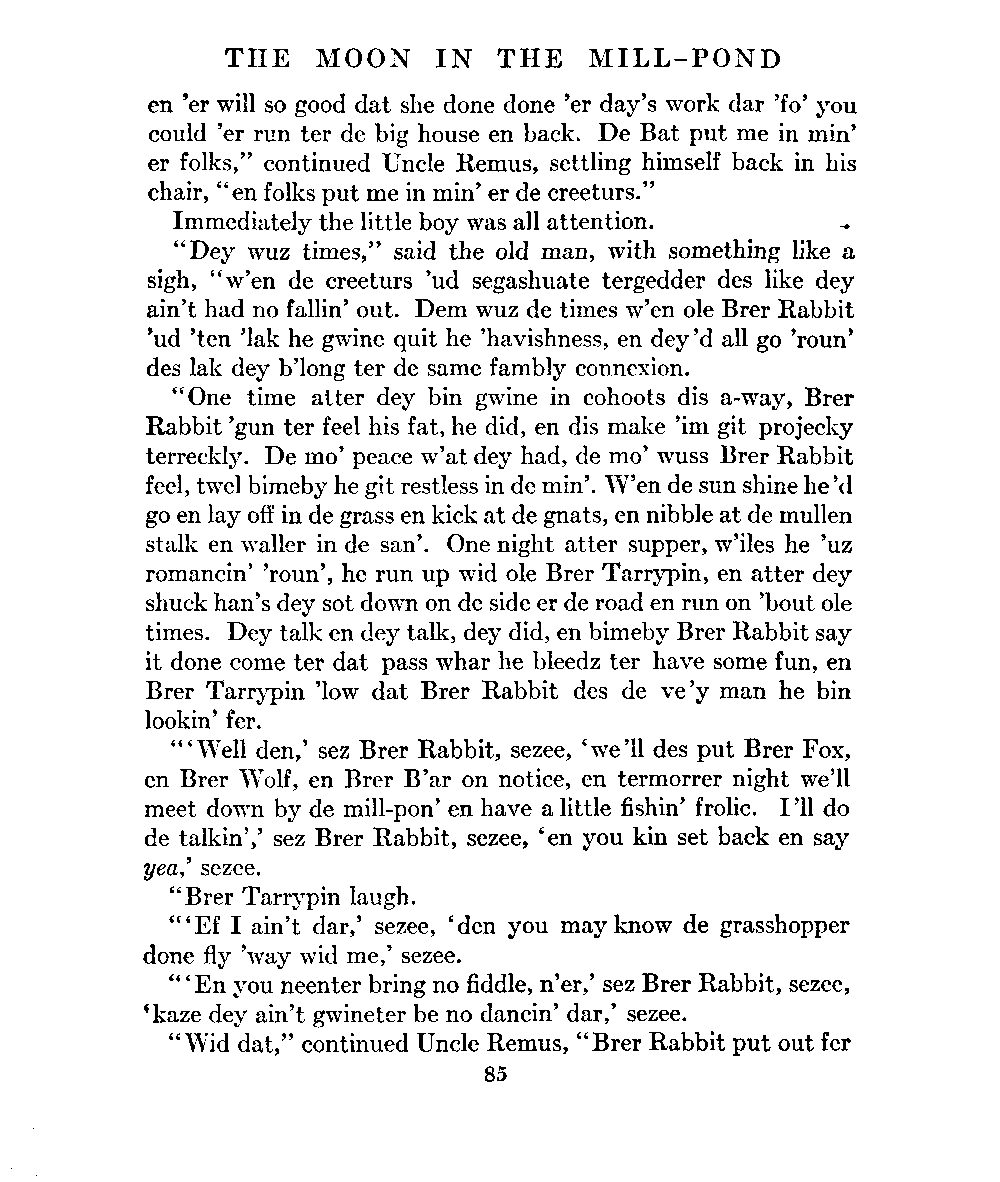 THE MOON IN THE MILL-POND
en ’er will so good dat she done done ’er day’s work dar ’fo’ you
could ’er run ter de big house en back. De Bat put me in min’
er folks,” continued Uncle Remus, settling himself back in his
chair, “en folks put me in min’ er de creeturs.”
Immediately the little boy was all attention.
“Dey wuz times,” said the old man, with something like a
sigh, “w’en de creeturs ’ud segashuate tergedder des like dey
ain’t had no fallin’ out. Dem wuz de times w’en ole Brer Rabbit
’ud ’ten ’lak he gwine quit he ’havishness, en dey’d all go ’roun’
des lak dey b’long ter de same fambly connexion.
“One time atter dey bin gwine in cohoots dis a-way, Brer
Rabbit ’gun ter feel his fat, he did, en dis make ’im git projecky
terreckly. De mo’ peace w’at dey had, de mo’ wuss Brer Rabbit
feel, twel bimeby he git restless in de min’. W’en de sun shine he’d
go en lay off in de grass en kick at de gnats, en nibble at de mullen
stalk en waller in de san’. One night atter supper, w’iles he ’uz
romancin’ ’roun’, he run up wid ole Brer Tarrypin, en atter dey
shuck han’s dey sot down on de side er de road en run on ’bout ole
times. Dey talk en dey talk, dey did, en bimeby Brer Rabbit say
it done come ter dat pass whar he bleedz ter have some fun, en
Brer Tarrypin ’low dat Brer Rabbit des de ve’y man he bin
lookin’ fer.
“‘Well den,’ sez Brer Rabbit, sezee, ‘we’ll des put Brer Fox,
en Brer Wolf, en Brer B’ar on notice, en termorrer night we’ll
meet down by de mill-pon’ en have a little fishin’ frolic. I’ll do
de talkin’,’ sez Brer Rabbit, sezee, ‘en you kin set back en say
yea,’ sezee.
“Brer Tarrypin laugh.
“‘Ef I ain’t dar,’ sezee, ‘den you may know de grasshopper
done fly ’way wid me,’ sezee.
“‘En you neenter bring no fiddle, n’er,’ sez Brer Rabbit, sezee,
‘kaze dey ain’t gwineter be no dancin’ dar,’ sezee.
“Wid dat,” continued Uncle Remus, “Brer Rabbit put out fer
85